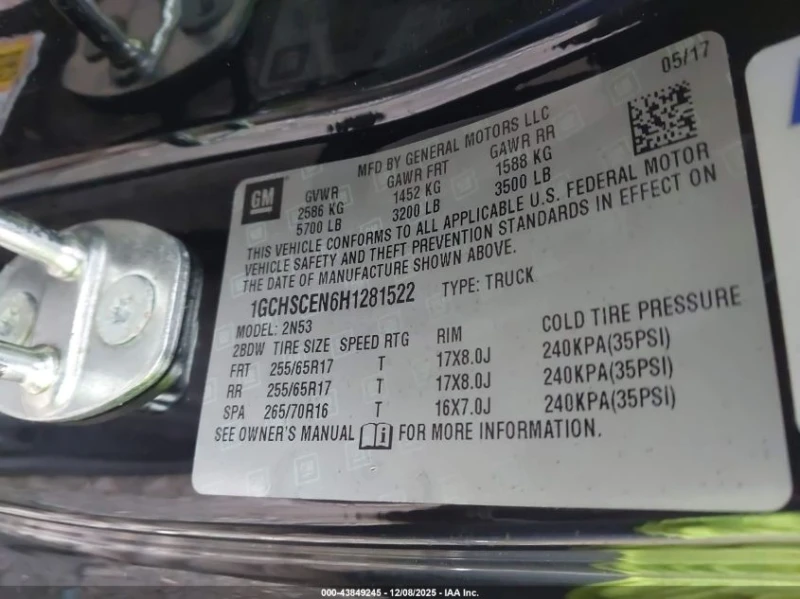 05/17
MFD BY GENERAL MOTORS LLC
GM
GVWR GAWR FRT GAWR RR
2586 KG 1452 KG 1588 KG
5700 LB 3200 LB 3500 LB
THIS VEHICLE CONFORMS TO ALL APPLICABLE U.S. FEDERAL MOTOR
VEHICLE SAFETY AND THEFT PREVENTION STANDARDS IN EFFECT ON
THE DATE OF MANUFACTURE SHOWN ABOVE.
1GCHSCEN6H1281522 TYPE: TRUCK
MODEL: 2N53
2BDW TIRE SIZE SPEED RTG RIM COLD TIRE PRESSURE
FRT 255/65R17 T 17X8.0J 240KPA(35PSI)
RR 255/65R17 T 17X8.0J 240KPA(35PSI)
SPA 265/70R16 T 16X7.0J 240KPA(35PSI)
SEE OWNER'S MANUAL i FOR MORE INFORMATION.
000-43849245 - 12/08/2025 - IAA Inc.